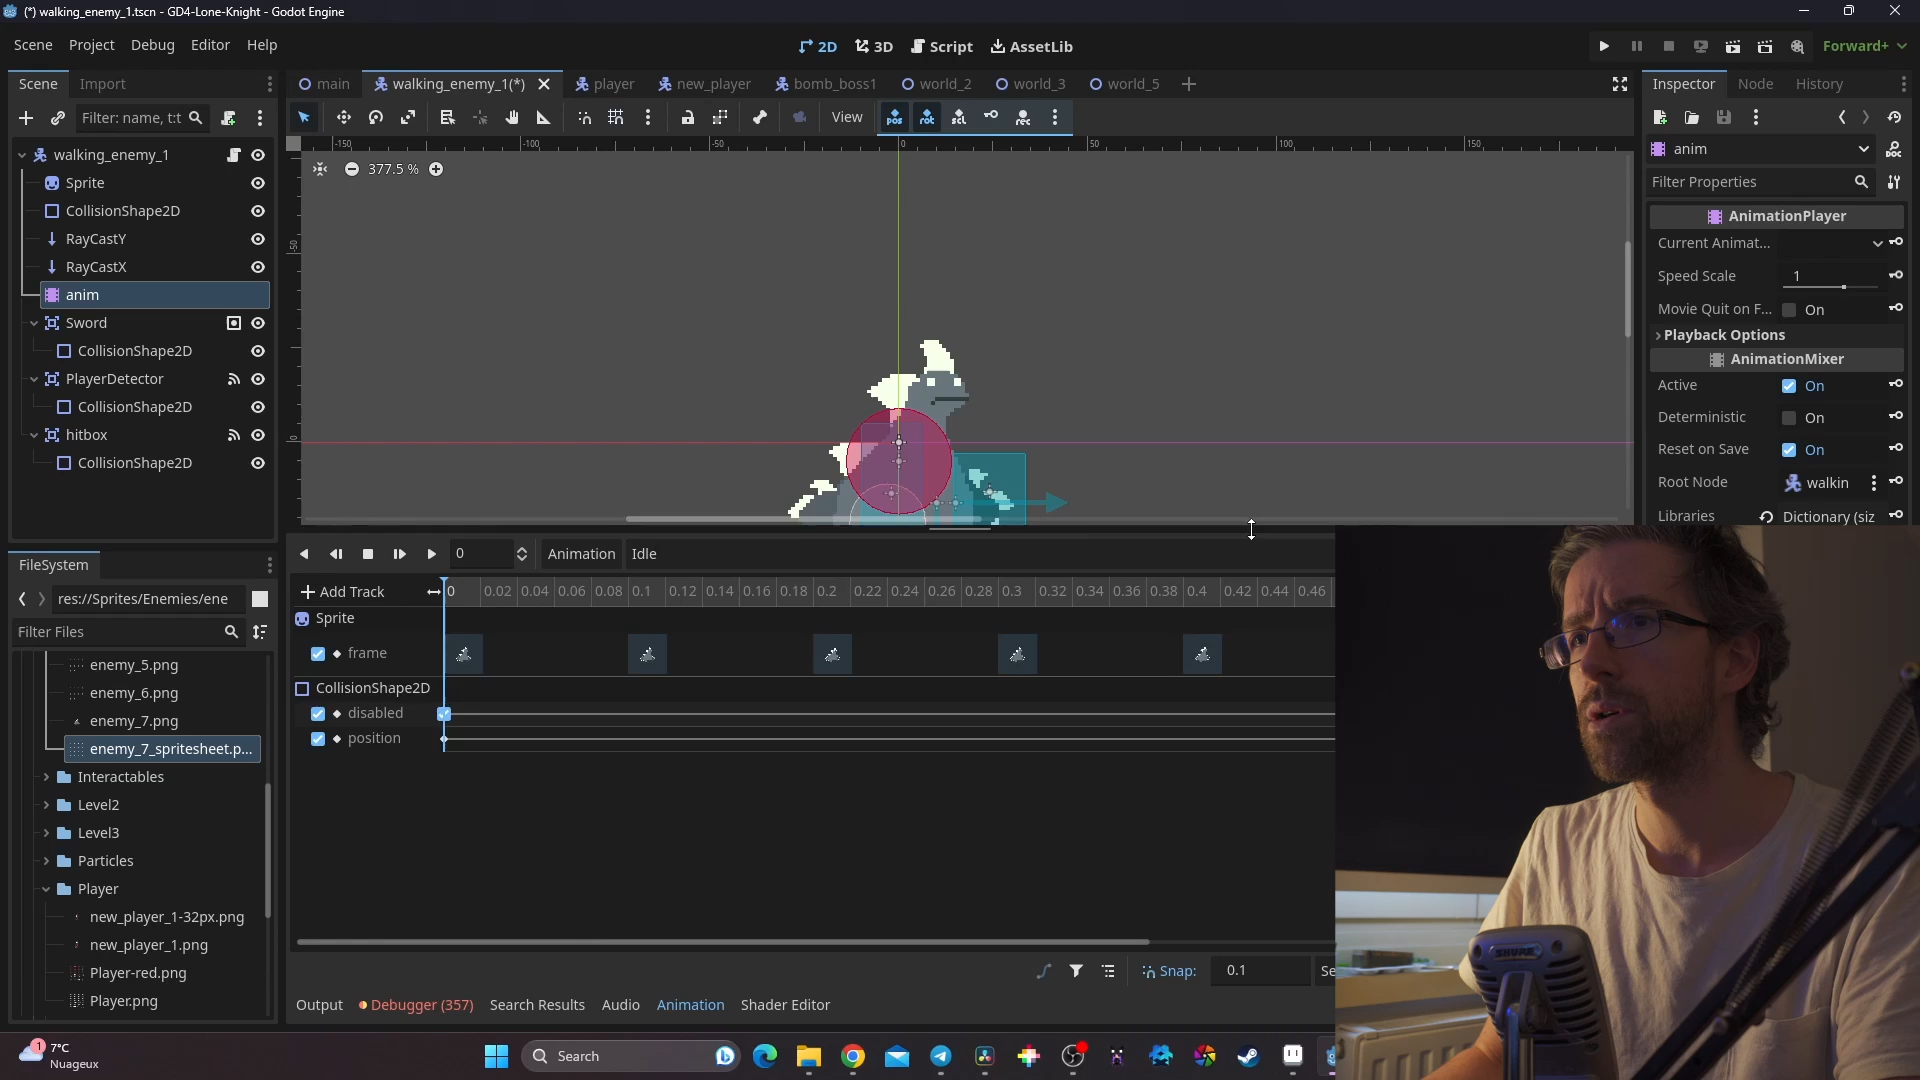 (*) walking_enemy_1.tscn - GD4-Lone-Knight - Godot Engine
Scene Project Debug Editor Help
2D 3D Script AssetLib
Forward+
Scene Import
main walking_enemy_1(*) player new_player bomb_boss1 world_2 world_3 world_5
Inspector Node History
Filter: name, t:t
View
anim
Filter Properties
walking_enemy_1
Sprite
CollisionShape2D
RayCastY
RayCastX
anim
Sword
CollisionShape2D
PlayerDetector
CollisionShape2D
hitbox
CollisionShape2D
-150 -100 -50 0 50 100 150
377.5 %
-50
0
AnimationPlayer
Current Animat...
Speed Scale 1
Movie Quit on F... On
Playback Options
AnimationMixer
Active On
Deterministic On
Reset on Save On
Root Node walkin
Libraries Dictionary (siz
FileSystem
res://Sprites/Enemies/ene
Filter Files
enemy_5.png
enemy_6.png
enemy_7.png
enemy_7_spritesheet.p...
Interactables
Level2
Level3
Particles
Player
new_player_1-32px.png
new_player_1.png
Player-red.png
Player.png
0 Animation Idle
Add Track 0 0.02 0.04 0.06 0.08 0.1 0.12 0.14 0.16 0.18 0.2 0.22 0.24 0.26 0.28 0.3 0.32 0.34 0.36 0.38 0.4 0.42 0.44 0.46
Sprite
frame
CollisionShape2D
disabled
position
Snap: 0.1 Se
Output Debugger (357) Search Results Audio Animation Shader Editor
1
7°C
Nuageux
Search
SHURE